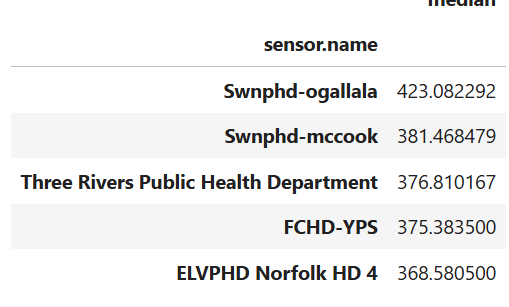 median
sensor.name
Swnphd-ogallala 423.082292
Swnphd-mccook 381.468479
Three Rivers Public Health Department 376.810167
FCHD-YPS 375.383500
ELVPHD Norfolk HD 4 368.580500